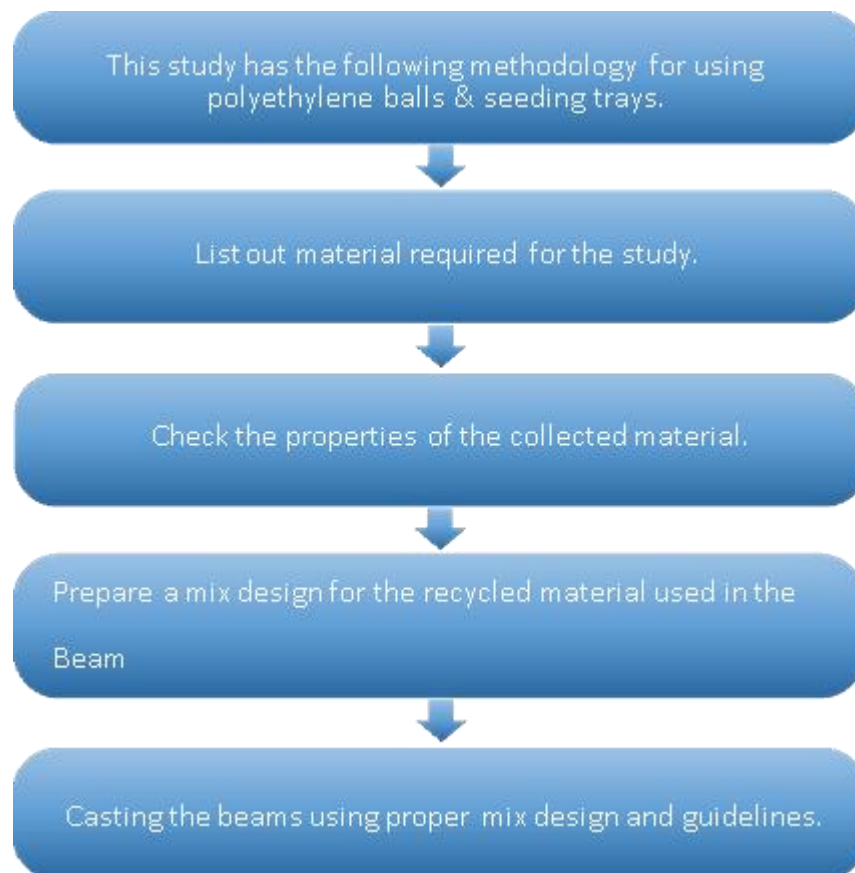 This study has the following methodology for using
polyethylene balls & seeding trays.
List out material required for the study.
Check the properties of the collected material.
Prepare a mix design for the recycled material used in the
Beam
Casting the beams using proper mix design and guidelines.